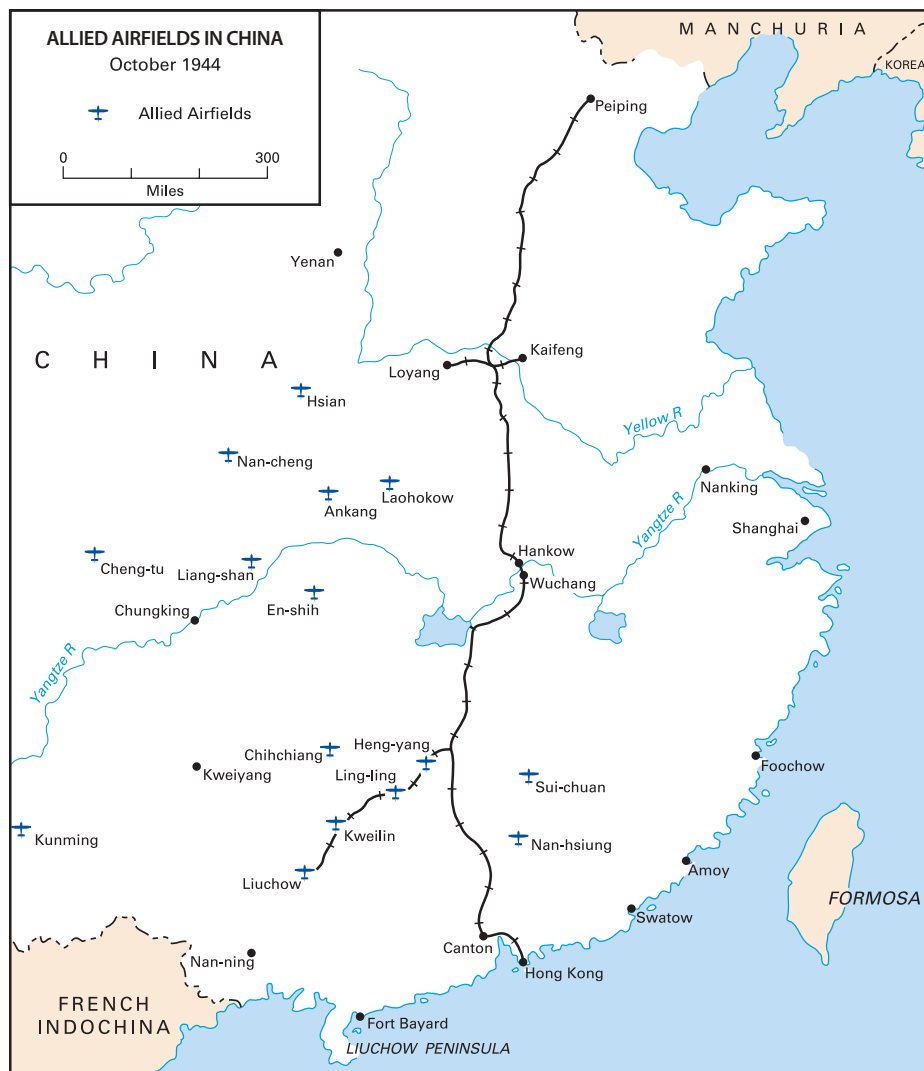 ALLIED AIRFIELDS IN CHINA
October 1944
Allied Airfields
0 300
Miles
MANCHURIA
KOREA
Peiping
Yenan
CHINA
Kaifeng
Loyang
Hsian
Yellow R
Nan-cheng
Laohokow
Ankang
Nanking
Yangtze R
Shanghai
Hankow
Wuchang
Cheng-tu
Liang-shan
En-shih
Chungking
Yangtze R
Heng-yang
Chihchiang
Ling-ling
Kweiyang
Foochow
Sui-chuan
Kunming
Kweilin
Nan-hsiung
Liuchow
Amoy
FORMOSA
Swatow
Canton
Nan-ning
Hong Kong
FRENCH
INDOCHINA
Fort Bayard
LIUCHOW PENINSULA